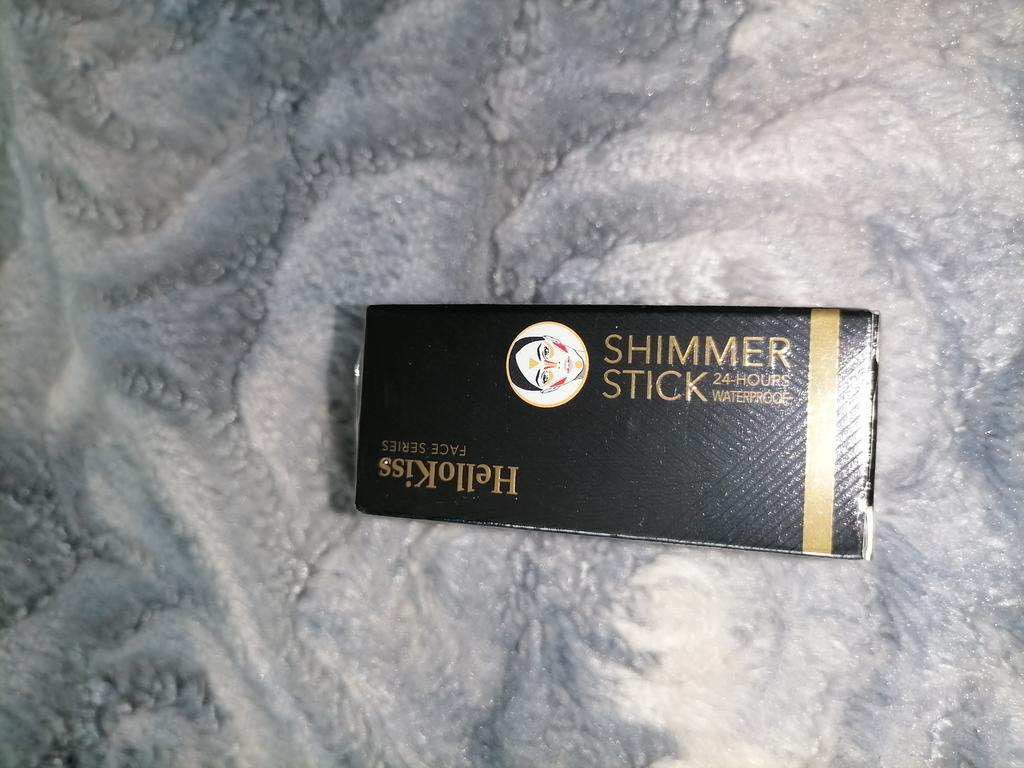 SHIMMER
STICK 24-HOURS
WATERPROOF
HelloKiss
FACE SERIES